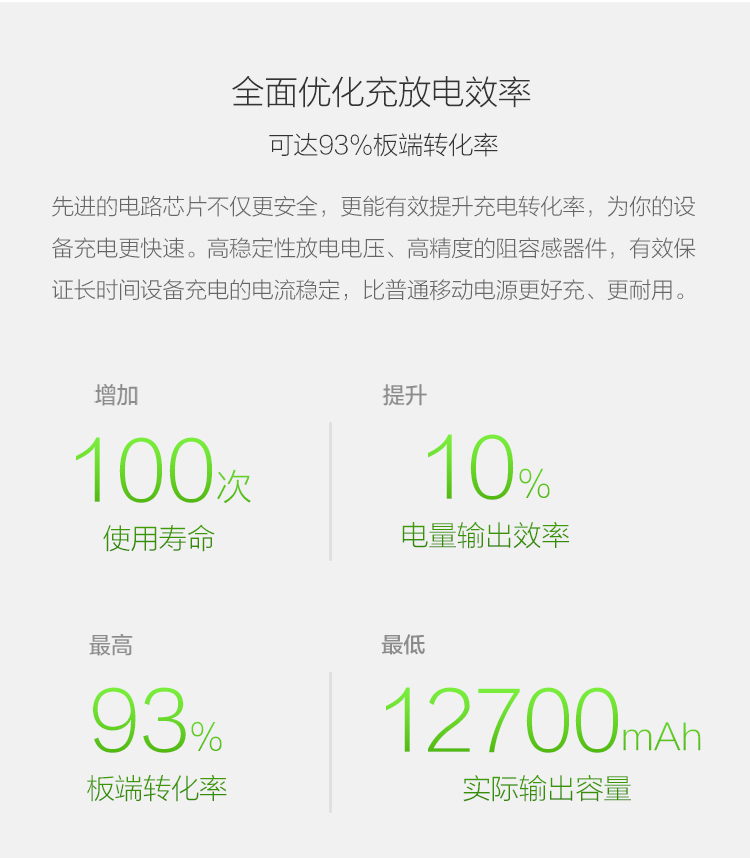 全面优化充放电效率
可达93%板端转化率
先进的电路芯片不仅更安全，更能有效提升充电转化率，为你的设
备充电更快速。高稳定性放电电压、高精度的阻容感器件，有效保
证长时间设备充电的电流稳定，比普通移动电源更好充、更耐用。
增加
100次
使用寿命
提升
10%
电量输出效率
最高
93%
板端转化率
最低
12700mAh
实际输出容量